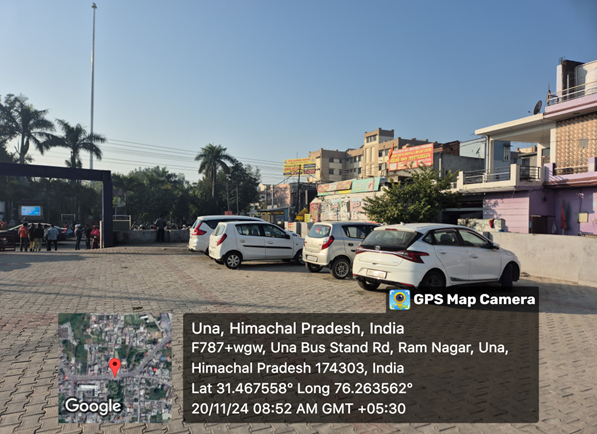 GPS Map Camera
Una, Himachal Pradesh, India
F787+wgw, Una Bus Stand Rd, Ram Nagar, Una,
Himachal Pradesh 174303, India
Lat 31.467558° Long 76.263562°
20/11/24 08:52 AM GMT +05:30
Google